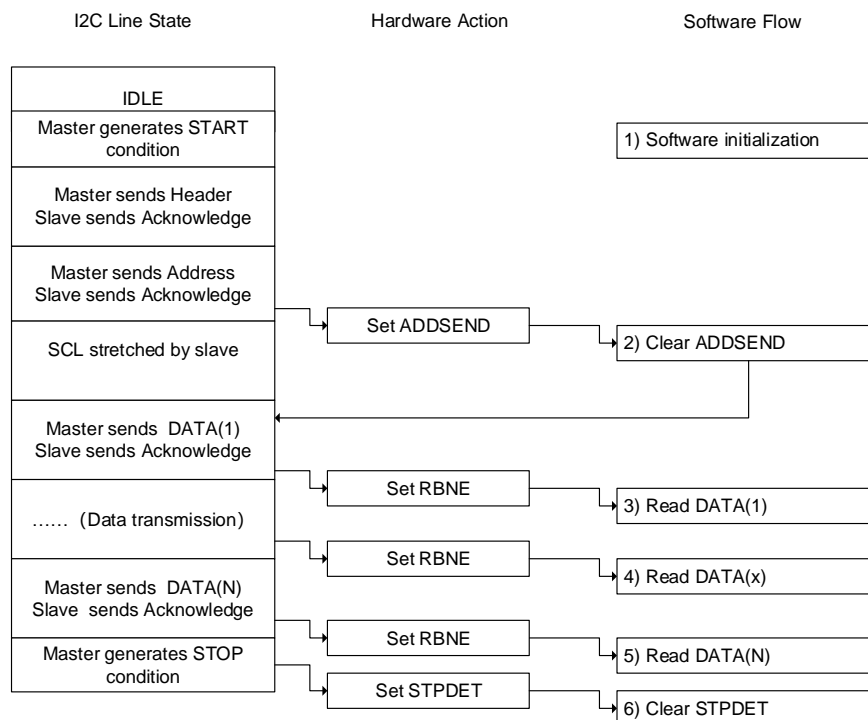 I2C Line State
Hardware Action
Software Flow
IDLE
Master generates START
condition
1) Software initialization
Master sends Header
Slave sends Acknowledge
Master sends Address
Slave sends Acknowledge
Set ADDSEND
2) Clear ADDSEND
SCL stretched by slave
Master sends DATA(1)
Slave sends Acknowledge
Set RBNE
3) Read DATA(1)
…… (Data transmission)
Set RBNE
4) Read DATA(x)
Master sends DATA(N)
Slave sends Acknowledge
Set RBNE
5) Read DATA(N)
Master generates STOP
condition
Set STPDET
6) Clear STPDET